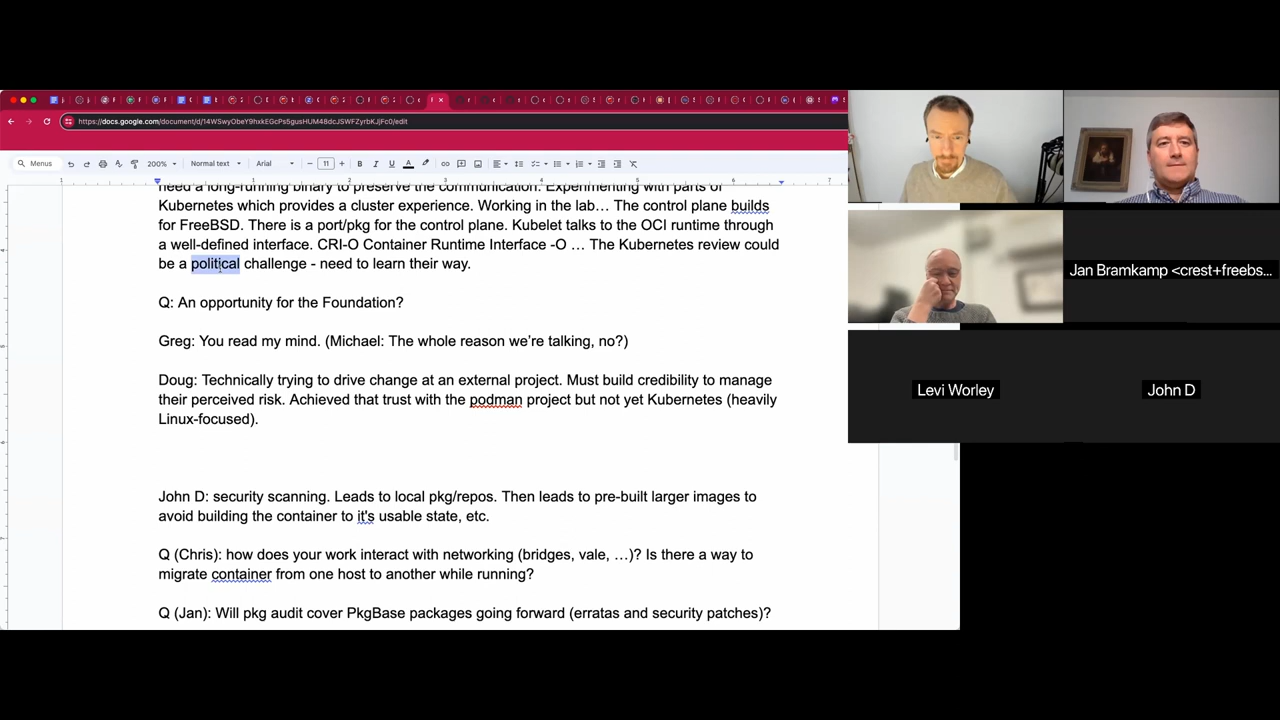 https://docs.google.com/document/d/14WSwyObeY9hxkEGcPs5gusHUM48dcJSWFZyrbKJjFc0/edit
Menus
200%
Normal text
Arial
11
1
1
2
3
4
5
6
7
need a long-running binary to preserve the communication. Experimenting with parts of
Kubernetes which provides a cluster experience. Working in the lab… The control plane builds
for FreeBSD. There is a port/pkg for the control plane. Kubelet talks to the OCI runtime through
a well-defined interface. CRI-O Container Runtime Interface -O … The Kubernetes review could
be a political challenge - need to learn their way.
Q: An opportunity for the Foundation?
Greg: You read my mind. (Michael: The whole reason we're talking, no?)
Doug: Technically trying to drive change at an external project. Must build credibility to manage
their perceived risk. Achieved that trust with the podman project but not yet Kubernetes (heavily
Linux-focused).
John D: security scanning. Leads to local pkg/repos. Then leads to pre-built larger images to
avoid building the container to it's usable state, etc.
Q (Chris): how does your work interact with networking (bridges, vale, …)? Is there a way to
migrate container from one host to another while running?
Q (Jan): Will pkg audit cover PkgBase packages going forward (erratas and security patches)?
Jan Bramkamp <crest+freebs...
Levi Worley
John D